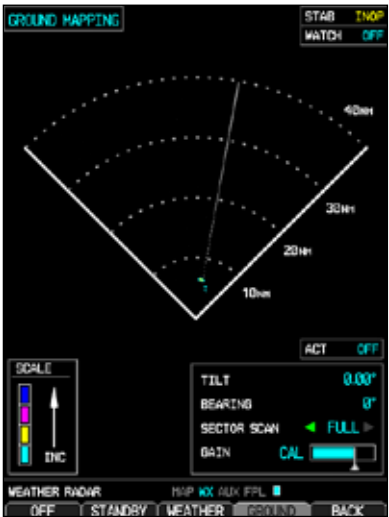 GROUND MAPPING
STAB INOP
WATCH OFF
40NM
30NM
20NM
10NM
ACT OFF
SCALE
INC
TILT 0.00°
BEARING 0°
SECTOR SCAN FULL
GAIN CAL
WEATHER RADAR MAP WX AUX FPL
OFF STANDBY WEATHER GROUND BACK